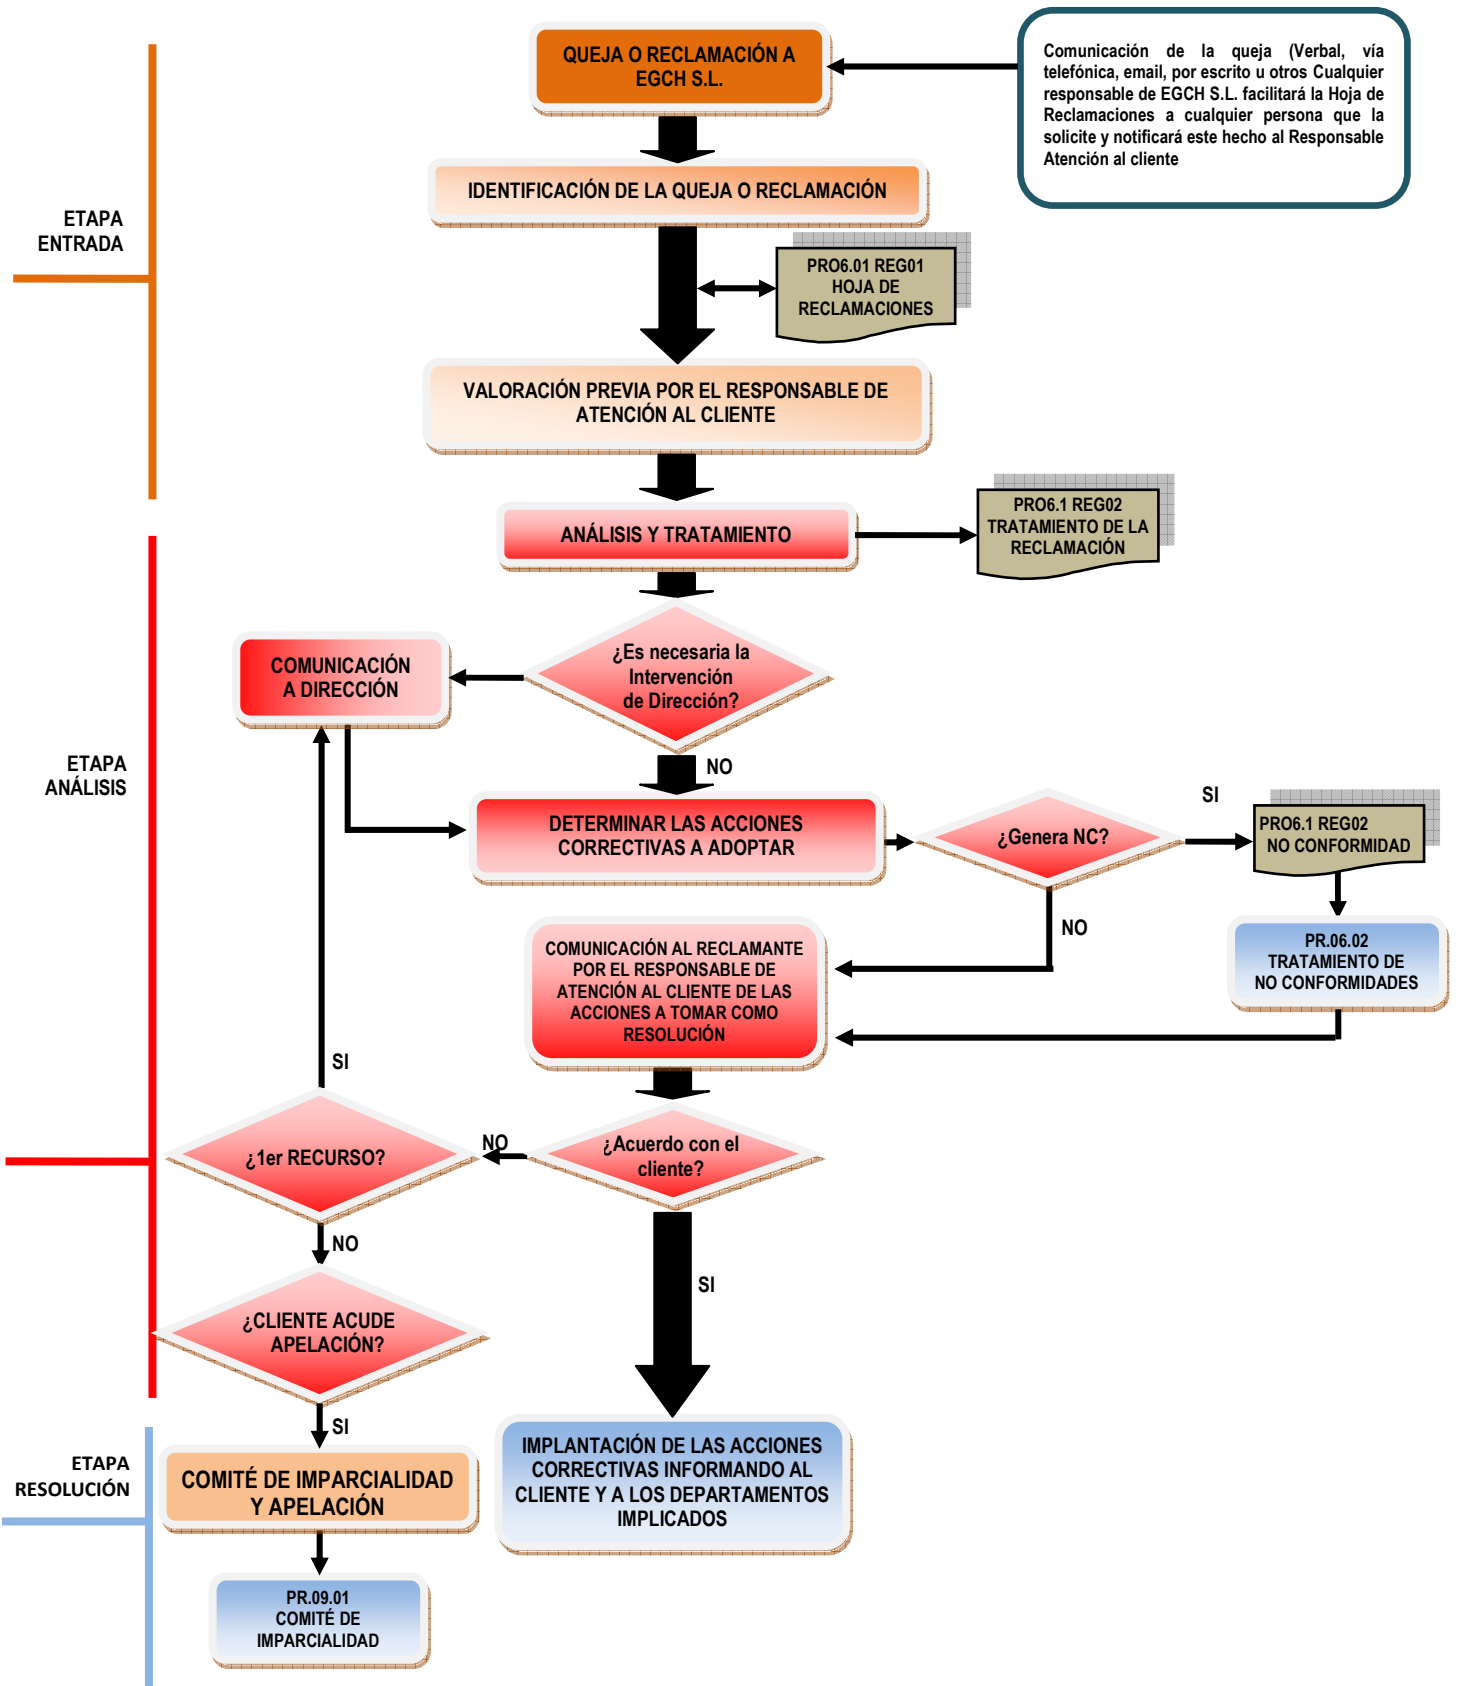 QUEJA O RECLAMACIÓN A
EGCH S.L.
Comunicación de la queja (Verbal, vía
telefónica, email, por escrito u otros Cualquier
responsable de EGCH S.L. facilitará la Hoja de
Reclamaciones a cualquier persona que la
solicite y notificará este hecho al Responsable
Atención al cliente
IDENTIFICACIÓN DE LA QUEJA O RECLAMACIÓN
ETAPA
ENTRADA
PRO6.01 REG01
HOJA DE
RECLAMACIONES
VALORACIÓN PREVIA POR EL RESPONSABLE DE
ATENCIÓN AL CLIENTE
ANÁLISIS Y TRATAMIENTO
PRO6.1 REG02
TRATAMIENTO DE LA
RECLAMACIÓN
¿Es necesaria la
Intervención
de Dirección?
COMUNICACIÓN
A DIRECCIÓN
NO
ETAPA
ANÁLISIS
DETERMINAR LAS ACCIONES
CORRECTIVAS A ADOPTAR
¿Genera NC?
SI
PRO6.1 REG02
NO CONFORMIDAD
NO
PR.06.02
TRATAMIENTO DE
NO CONFORMIDADES
COMUNICACIÓN AL RECLAMANTE
POR EL RESPONSABLE DE
ATENCIÓN AL CLIENTE DE LAS
ACCIONES A TOMAR COMO
RESOLUCIÓN
SI
¿Acuerdo con el
cliente?
NO
¿1er RECURSO?
NO
SI
¿CLIENTE ACUDE
APELACIÓN?
SI
ETAPA
RESOLUCIÓN
COMITÉ DE IMPARCIALIDAD
Y APELACIÓN
IMPLANTACIÓN DE LAS ACCIONES
CORRECTIVAS INFORMANDO AL
CLIENTE Y A LOS DEPARTAMENTOS
IMPLICADOS
PR.09.01
COMITÉ DE
IMPARCIALIDAD